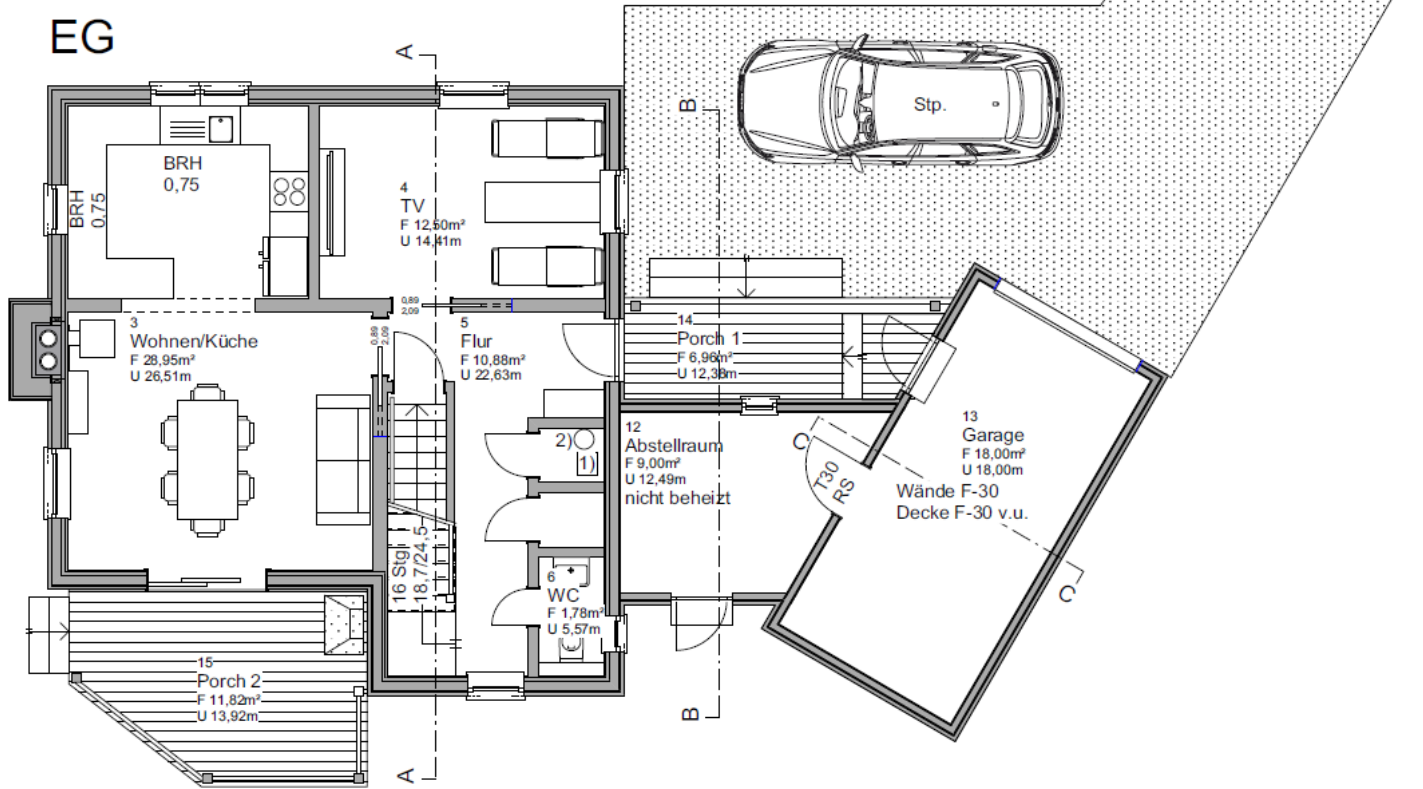 EG
A
B
Stp.
BRH
0,75
BRH
0,75
4
TV
F 12,50m²
U 14,41m
0,89
2,09
0,89
2,09
3
Wohnen/Küche
F 28,95m²
U 26,51m
5
Flur
F 10,88m²
U 22,63m
14
Porch 1
F 6,96m²
U 12,38m
2)
1)
12
Abstellraum
F 9,00m²
U 12,49m
nicht beheizt
C
T30
RS
13
Garage
F 18,00m²
U 18,00m
Wände F-30
Decke F-30 v.u.
C
16 Stg
18,7/24,5
6
WC
F 1,78m²
U 5,57m
15
Porch 2
F 11,82m²
U 13,92m
B
A